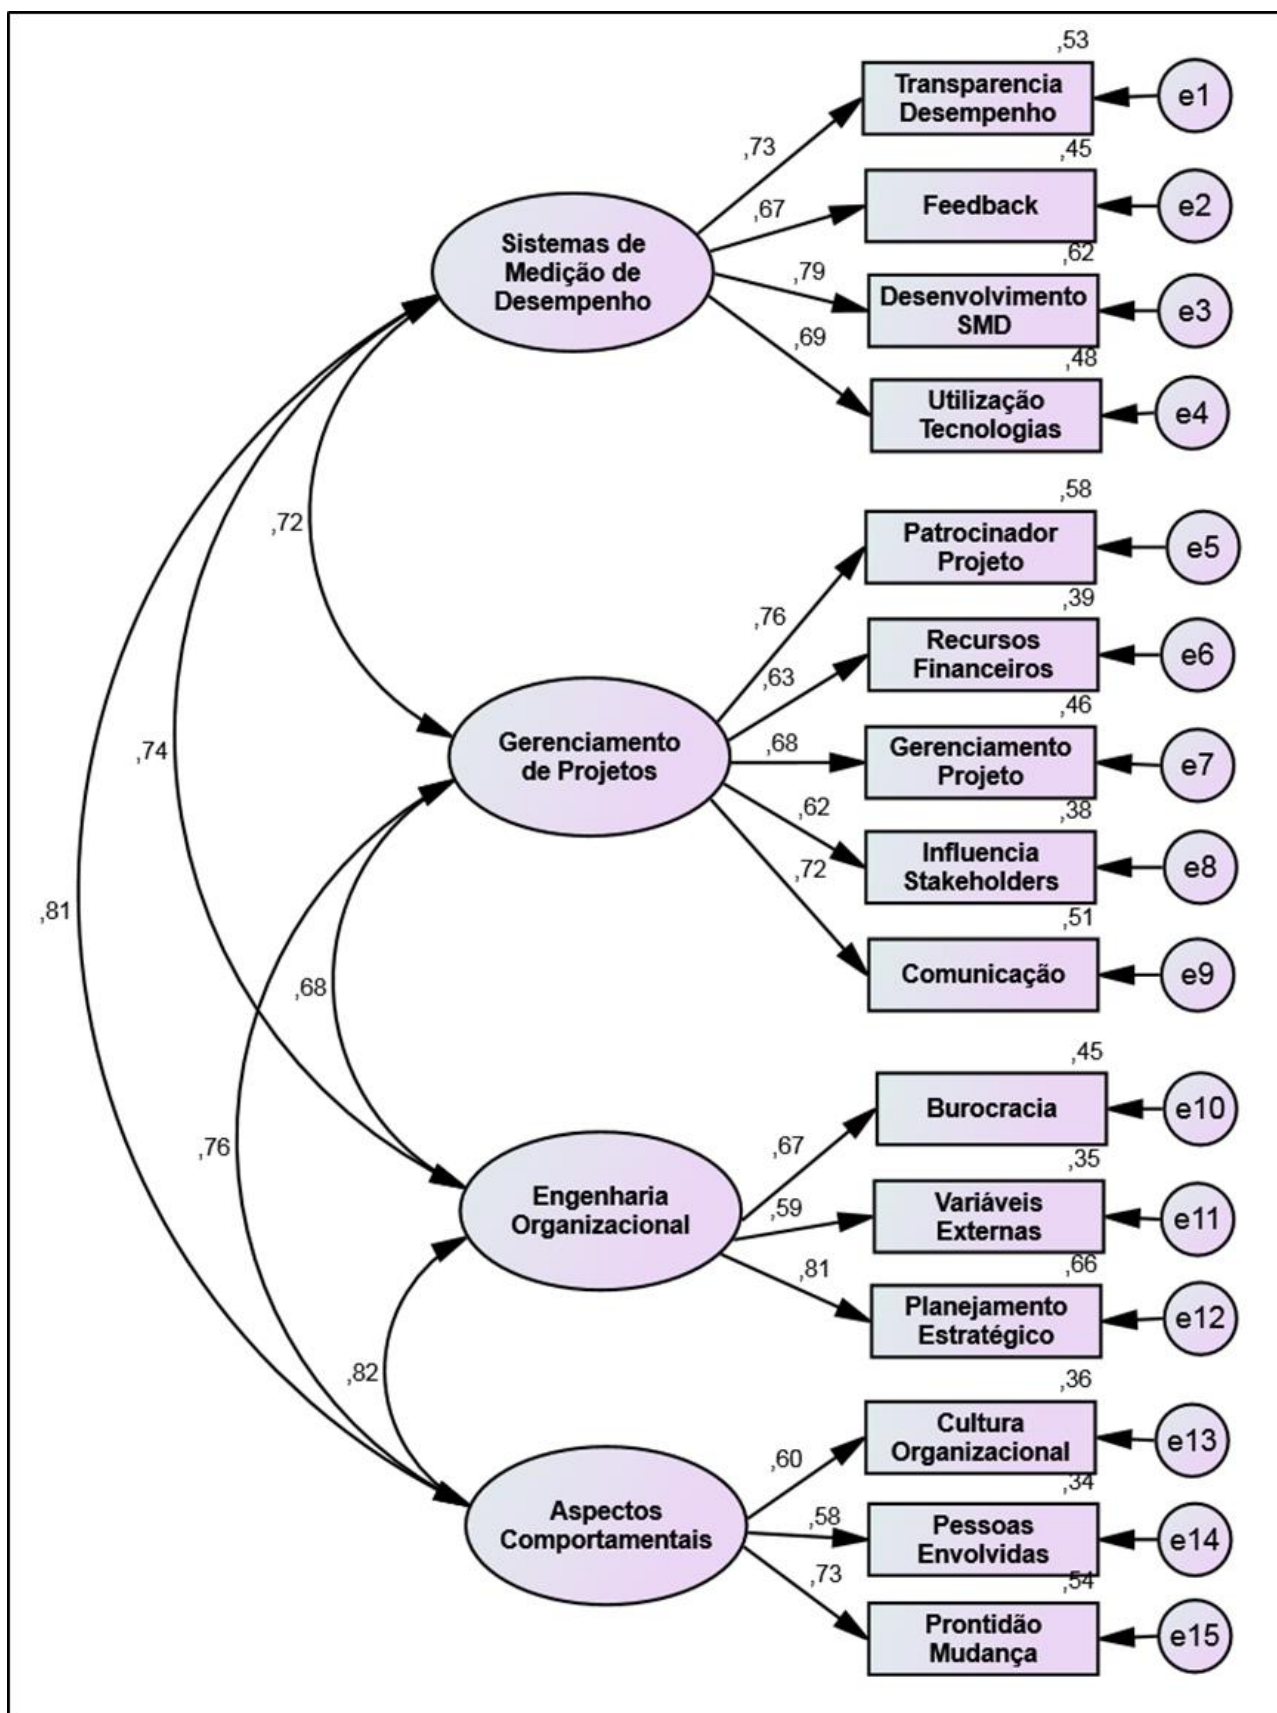 ,53
Transparencia
Desempenho
e1
,73
,45
Feedback
e2
,67
Sistemas de
Medição de
Desempenho
,62
Desenvolvimento
SMD
e3
,79
,69
,48
Utilização
Tecnologias
e4
,72
,58
Patrocinador
Projeto
e5
,76
,39
Recursos
Financeiros
e6
,63
,46
Gerenciamento
de Projetos
,68
Gerenciamento
Projeto
e7
,74
,62
,38
Influencia
Stakeholders
e8
,72
,81
,51
Comunicação
e9
,68
,45
Burocracia
e10
,76
,67
,35
Engenharia
Organizacional
,59
Variáveis
Externas
e11
,81
,66
Planejamento
Estratégico
e12
,82
,36
Cultura
Organizacional
e13
,60
,34
Aspectos
Comportamentais
,58
Pessoas
Envolvidas
e14
,73
,54
Prontidão
Mudança
e15